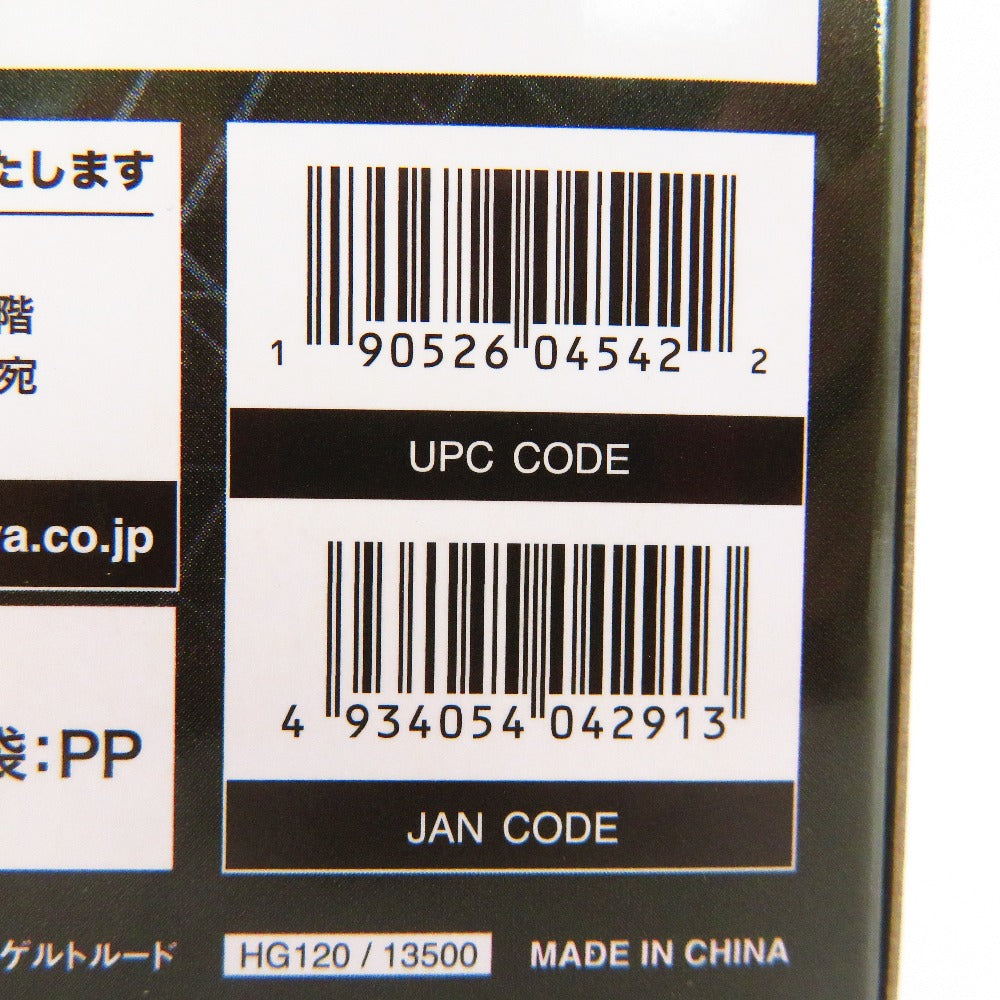 たします
階
宛
ya.co.jp
袋:PP
ゲルトルード
1 90526 04542 2
UPC CODE
4 934054 042913
JAN CODE
HG120 / 13500
MADE IN CHINA